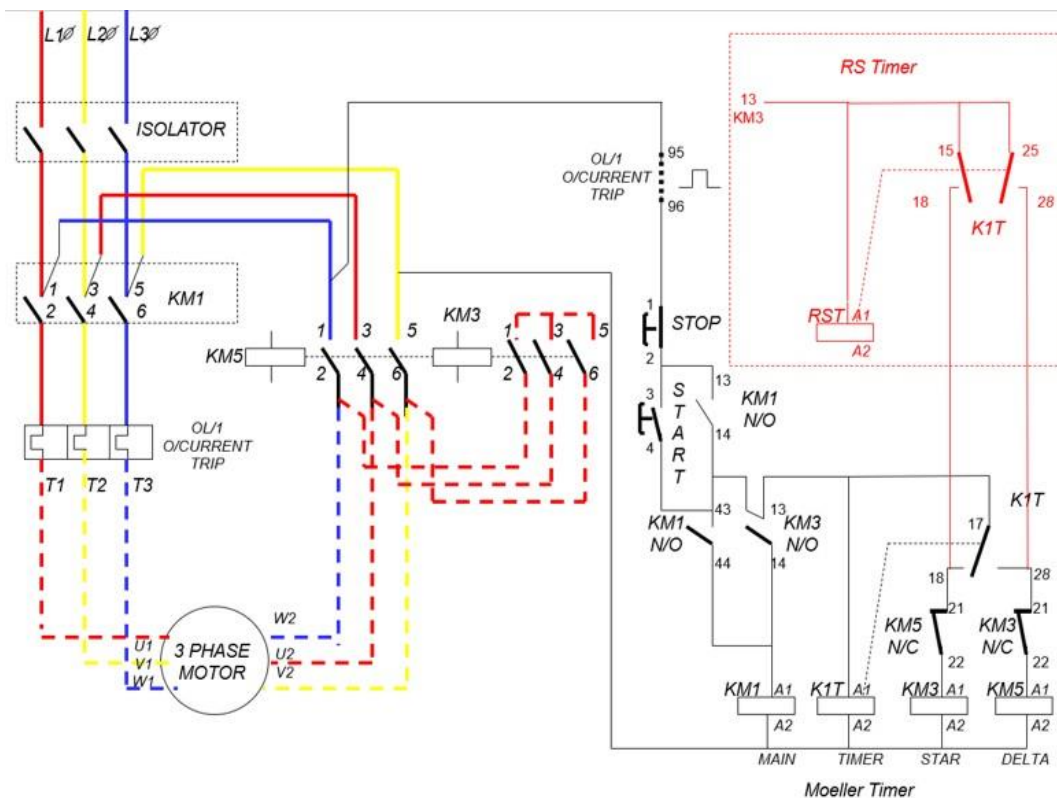 L1Ø L2Ø L3Ø
ISOLATOR
1 3 5
2 4 6
KM1
OL/1
O/CURRENT
TRIP
T1 T2 T3
U1
V1
W1
3 PHASE
MOTOR
W2
U2
V2
KM5
1 3 5
2 4 6
KM3
1 3 5
2 4 6
OL/1
O/CURRENT
TRIP
95
96
1
STOP
2
3
4
START
13
KM1
N/O
14
43
KM1
N/O
44
13
KM3
N/O
14
RS Timer
13
KM3
15 25
18 28
K1T
RST A1
A2
K1T
17
18 28
21 21
KM5
N/C
22
KM3
N/C
22
KM1 A1 K1T A1 KM3 A1 KM5 A1
A2 A2 A2 A2
MAIN TIMER STAR DELTA
Moeller Timer